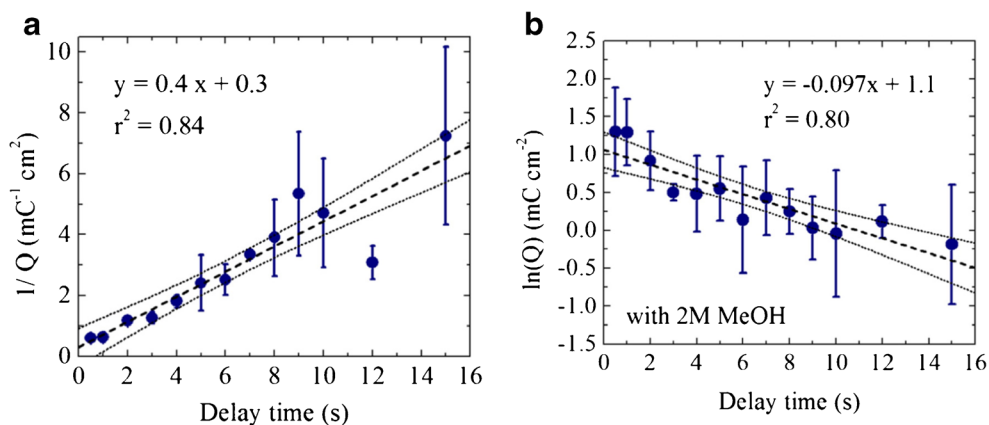 a
10
8
6
4
2
0
1/ Q (mC⁻¹ cm²)
y = 0.4 x + 0.3
r² = 0.84
0 2 4 6 8 10 12 14 16
Delay time (s)
b
2.5
2.0
1.5
1.0
0.5
0.0
-0.5
-1.0
-1.5
ln(Q) (mC cm⁻²)
y = -0.097x + 1.1
r² = 0.80
with 2M MeOH
0 2 4 6 8 10 12 14 16
Delay time (s)